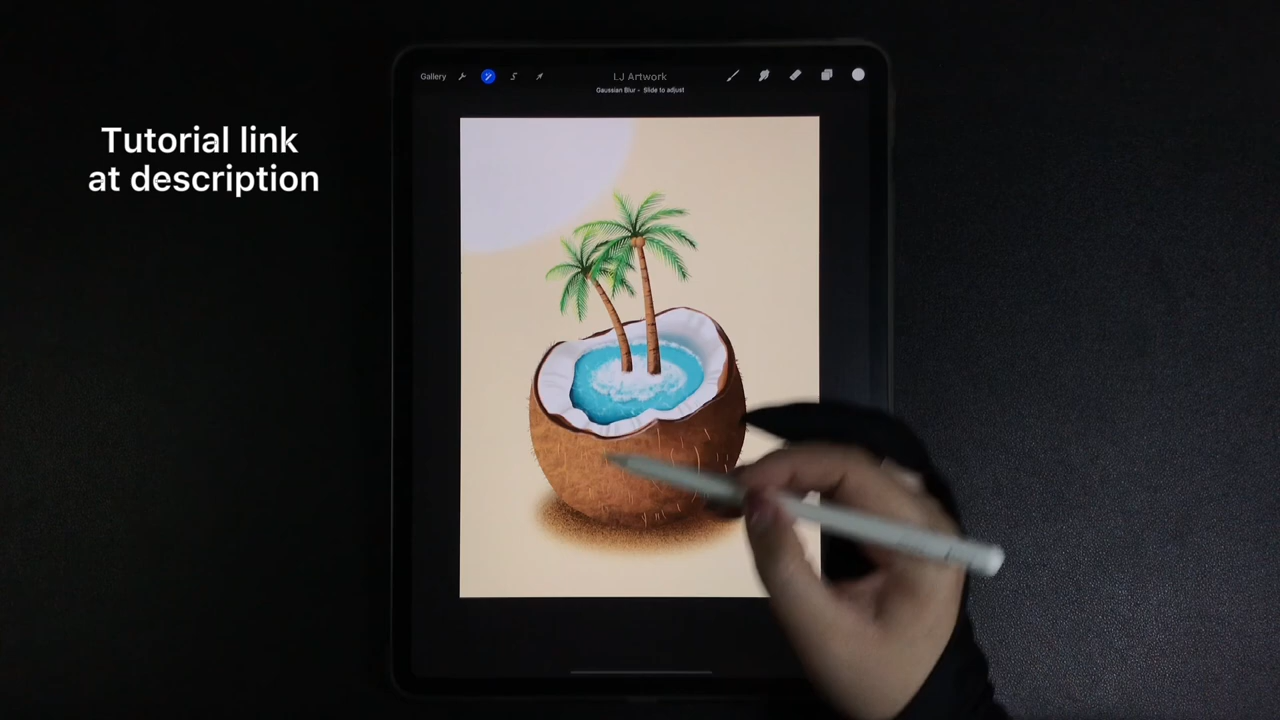 Gallery
LJ Artwork
Gaussian Blur - Slide to adjust
Tutorial link
at description